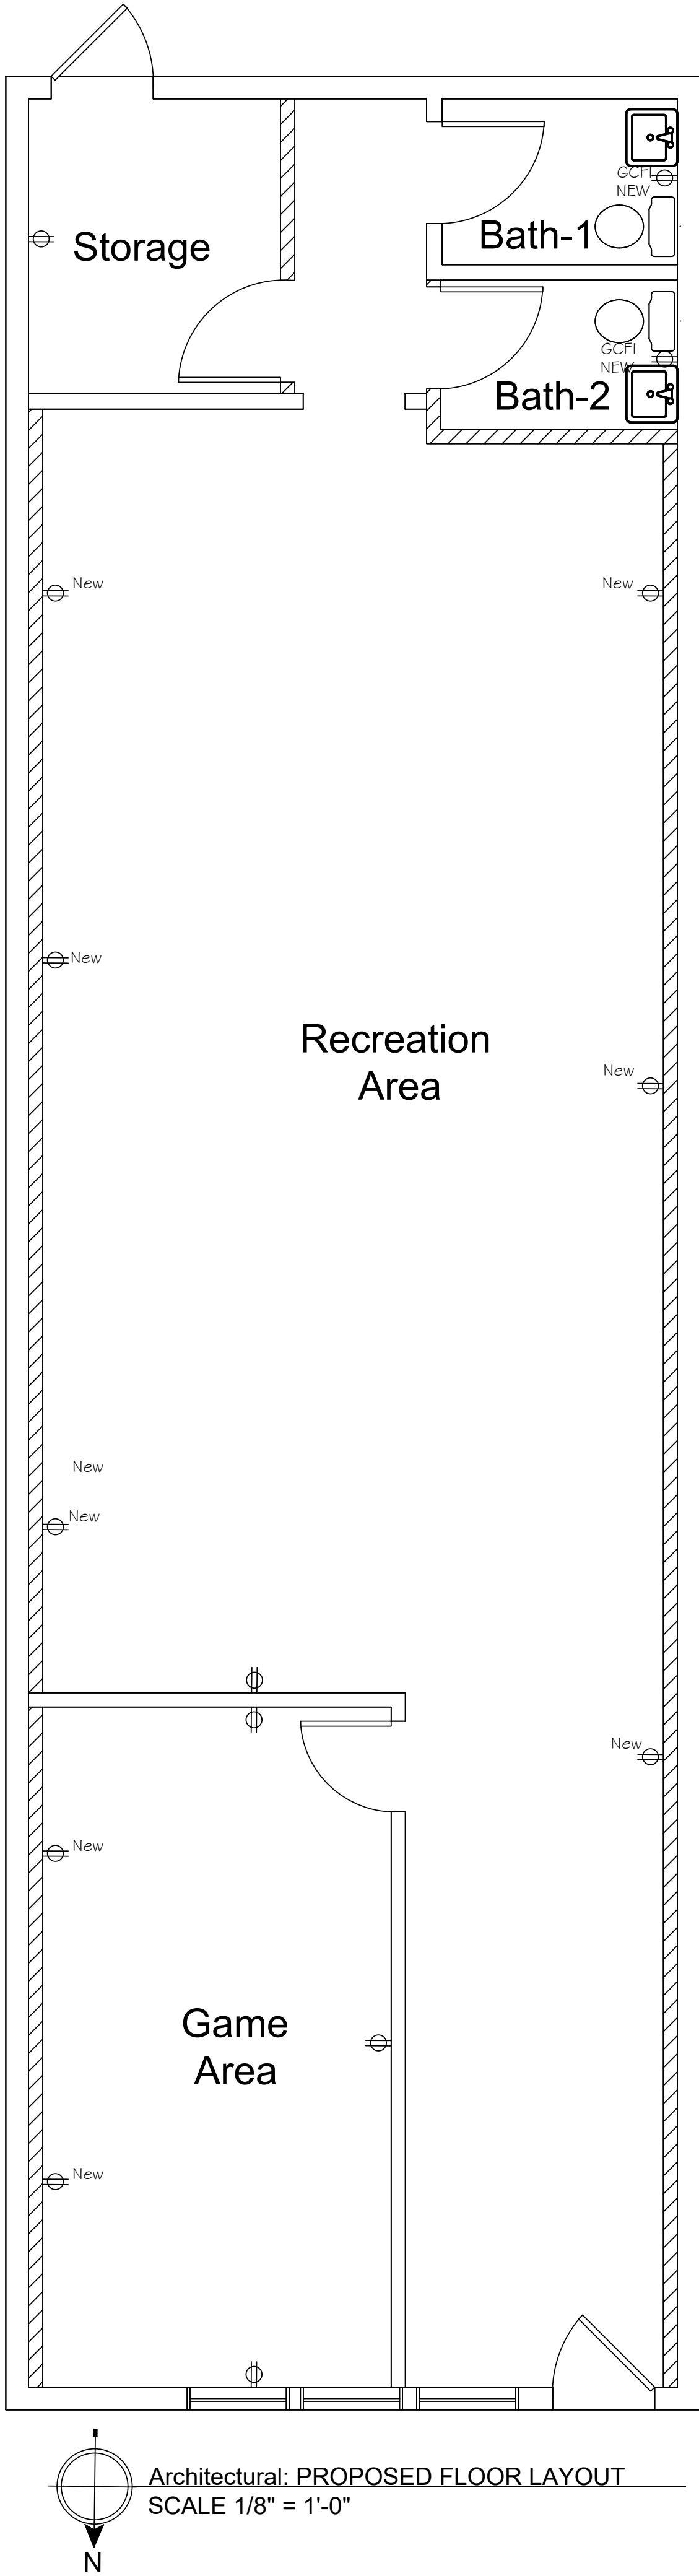 GCFI
NEW
Storage
Bath-1
GCFI
NEW
Bath-2
New
New
New
Recreation
Area
New
New
New
New
New
Game
Area
New
Architectural: PROPOSED FLOOR LAYOUT
SCALE 1/8" = 1'-0"
N